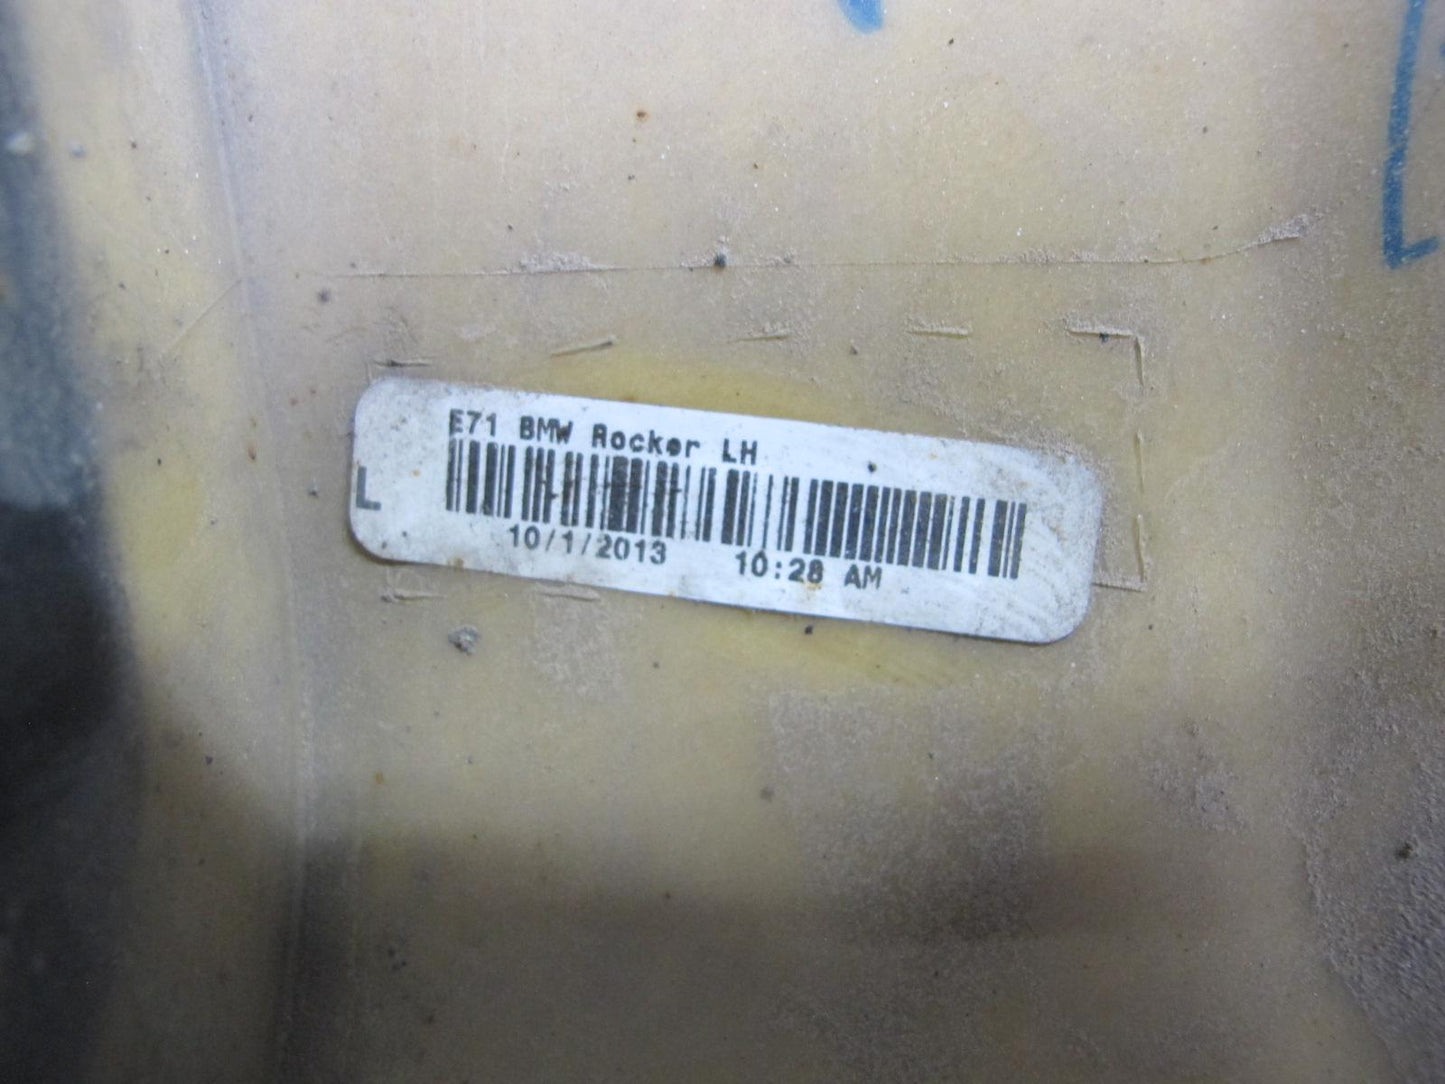 E71 BMW Rocker LH
L
10/1/2013 10:28 AM